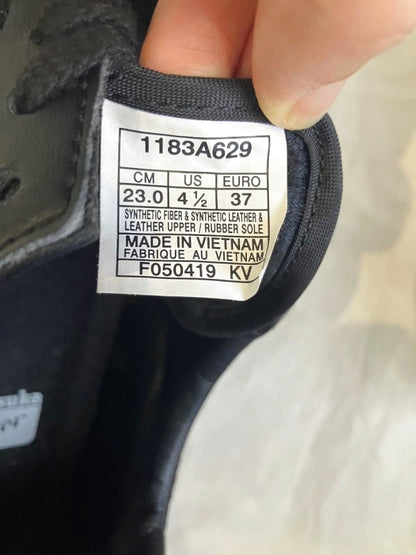 1183A629
CM US EURO
23.0 4 ½ 37
SYNTHETIC FIBER & SYNTHETIC LEATHER &
LEATHER UPPER / RUBBER SOLE
MADE IN VIETNAM
FABRIQUE AU VIETNAM
F050419 KV